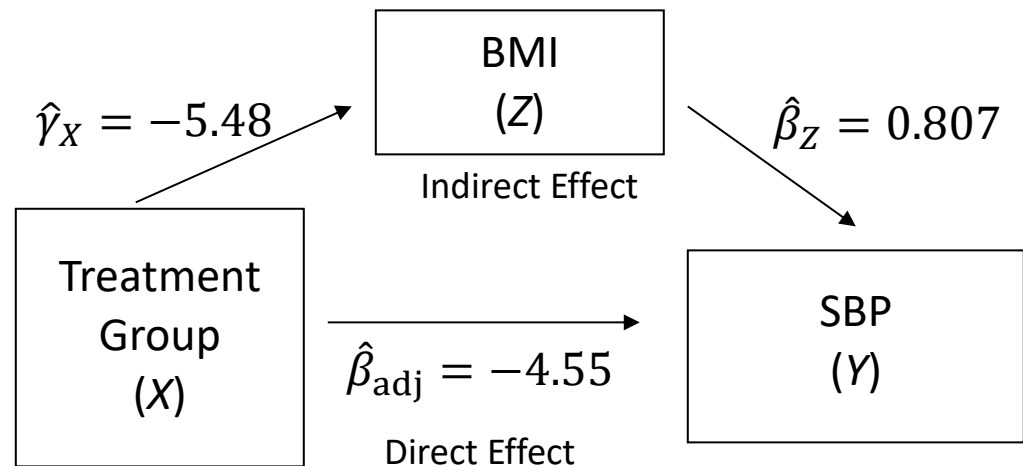 BMI
(Z)
γ̂_X = −5.48
β̂_Z = 0.807
Indirect Effect
Treatment
Group
(X)
SBP
(Y)
β̂_adj = −4.55
Direct Effect